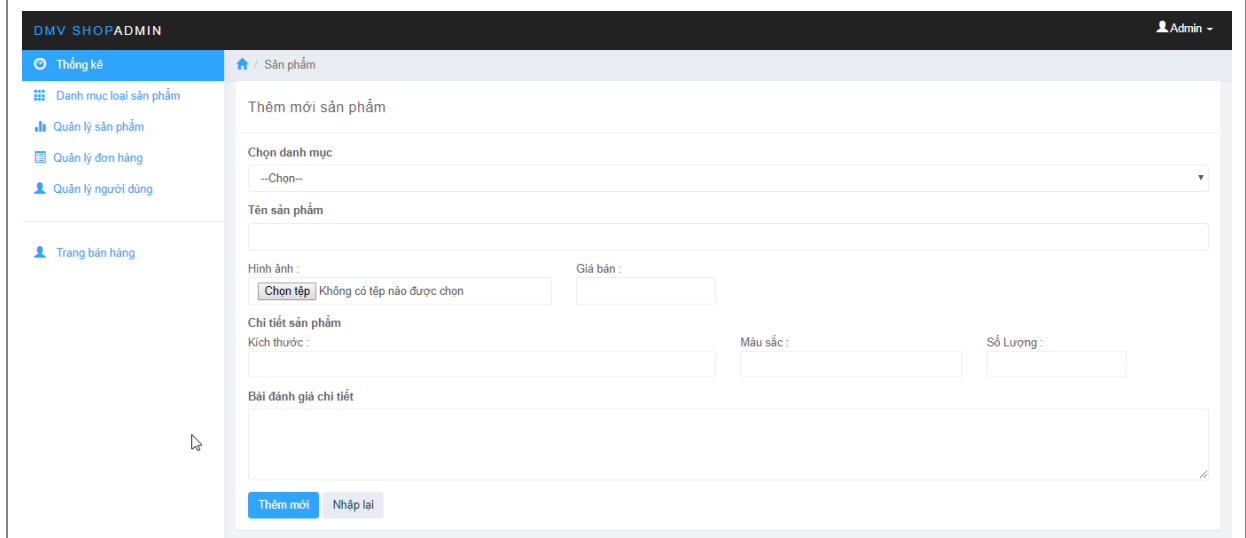 DMV SHOPADMIN
Admin
Thống kê
Danh mục loại sản phẩm
Quản lý sản phẩm
Quản lý đơn hàng
Quản lý người dùng
Trang bán hàng
/ Sản phẩm
Thêm mới sản phẩm
Chọn danh mục
--Chọn--
Tên sản phẩm
Hình ảnh : Giá bán :
Chọn tệp Không có tệp nào được chọn
Chi tiết sản phẩm
Kích thước : Màu sắc : Số Lượng :
Bài đánh giá chi tiết
Thêm mới Nhập lại